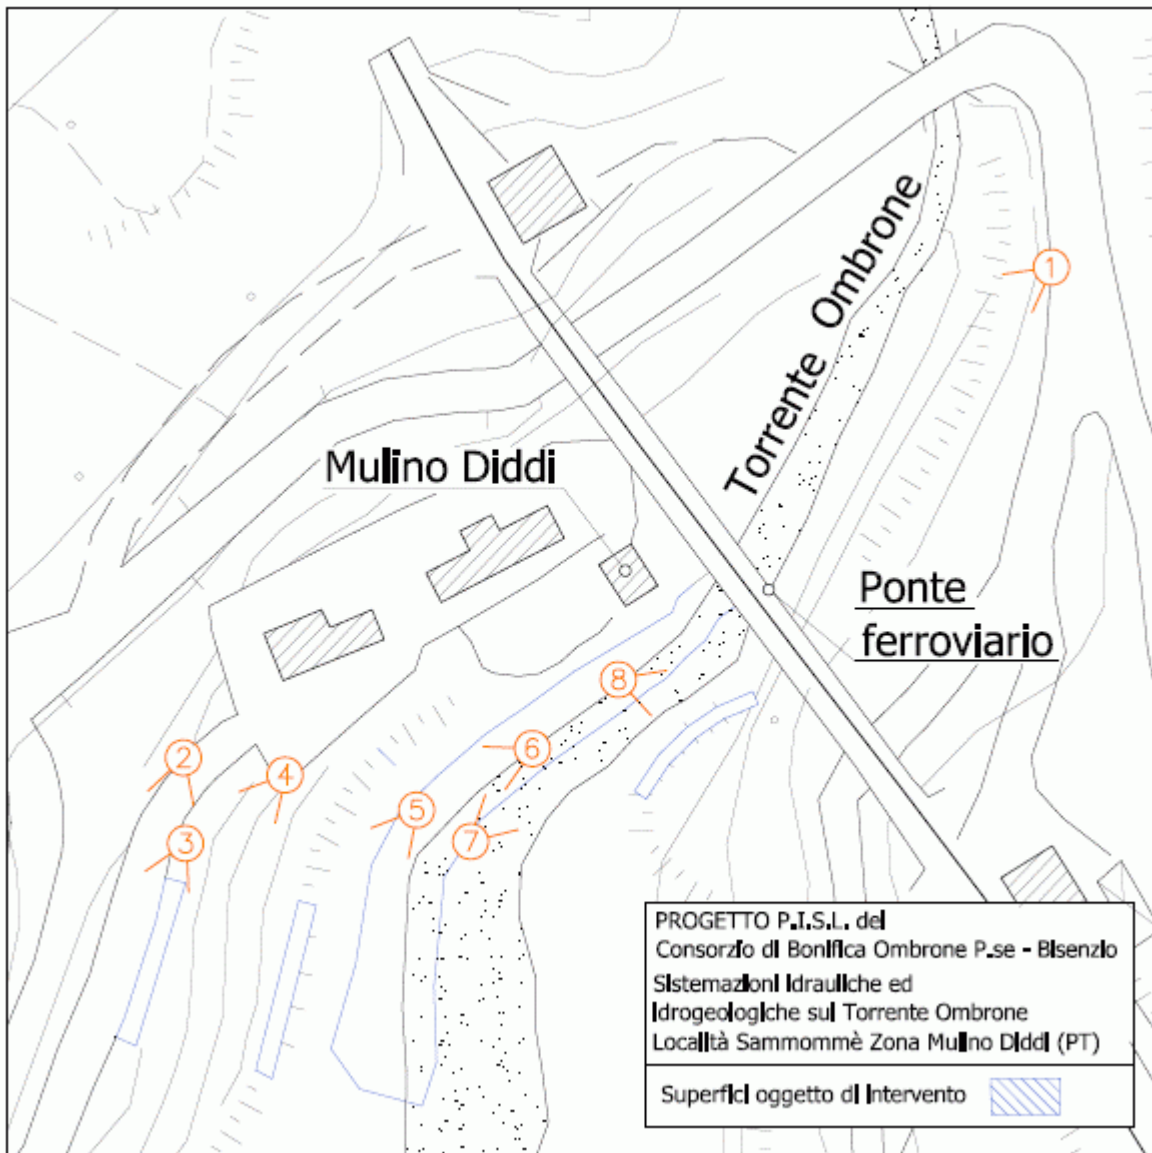 Torrente Ombrone
1
Mulino Diddi
Ponte
ferroviario
8
6
2
4
5
3
7
PROGETTO P.I.S.L. del
Consorzio di Bonifica Ombrone P.se - Bisenzio
Sistemazioni idrauliche ed
idrogeologiche sul Torrente Ombrone
Località Sammommè Zona Mulino Diddi (PT)
Superfici oggetto di intervento